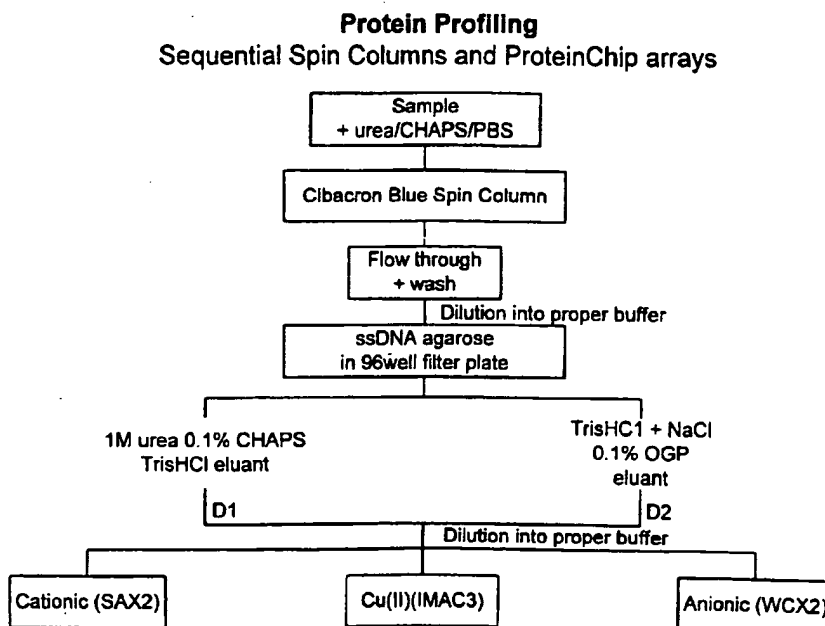 Protein Profiling
Sequential Spin Columns and ProteinChip arrays
Sample
+ urea/CHAPS/PBS
Cibacron Blue Spin Column
Flow through
+ wash
Dilution into proper buffer
ssDNA agarose
in 96well filter plate
1M urea 0.1% CHAPS
TrisHCl eluant
TrisHC1 + NaCl
0.1% OGP
eluant
D1
D2
Dilution into proper buffer
Cationic (SAX2)
Cu(II)(IMAC3)
Anionic (WCX2)